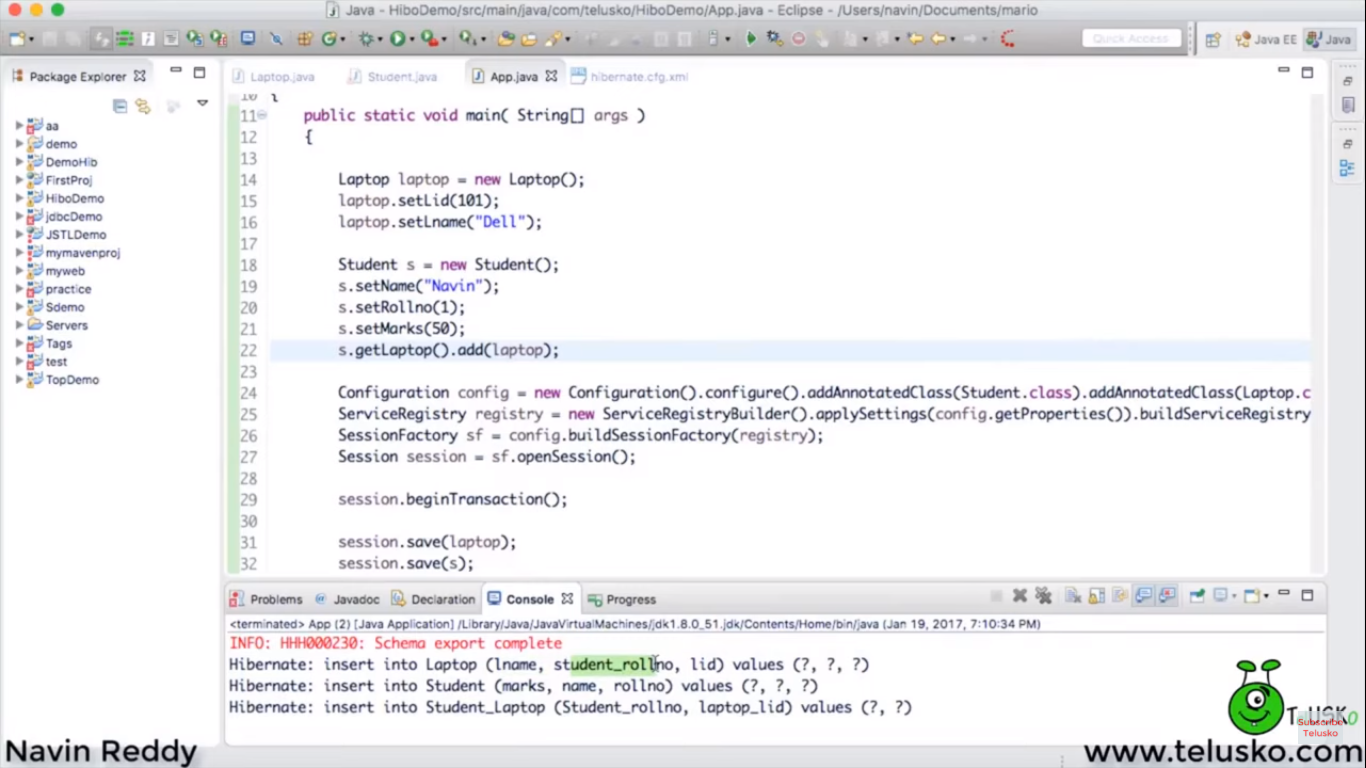 Java - HiboDemo/src/main/java/com/telusko/HiboDemo/App.java - Eclipse - /Users/navin/Documents/mario
Quick Access
Java EE
Java
Package Explorer
Laptop.java
Student.java
App.java
hibernate.cfg.xml
aa
demo
DemoHib
FirstProj
HiboDemo
jdbcDemo
JSTLDemo
mymavenproj
myweb
practice
Sdemo
Servers
Tags
test
TopDemo
10 {
11 public static void main( String[] args )
12 {
13
14 Laptop laptop = new Laptop();
15 laptop.setLid(101);
16 laptop.setLname("Dell");
17
18 Student s = new Student();
19 s.setName("Navin");
20 s.setRollno(1);
21 s.setMarks(50);
22 s.getLaptop().add(laptop);
23
24 Configuration config = new Configuration().configure().addAnnotatedClass(Student.class).addAnnotatedClass(Laptop.c
25 ServiceRegistry registry = new ServiceRegistryBuilder().applySettings(config.getProperties()).buildServiceRegistry
26 SessionFactory sf = config.buildSessionFactory(registry);
27 Session session = sf.openSession();
28
29 session.beginTransaction();
30
31 session.save(laptop);
32 session.save(s);
Problems
@ Javadoc
Declaration
Console
Progress
<terminated> App (2) [Java Application] /Library/Java/JavaVirtualMachines/jdk1.8.0_51.jdk/Contents/Home/bin/java (Jan 19, 2017, 7:10:34 PM)
INFO: HHH000230: Schema export complete
Hibernate: insert into Laptop (lname, student_rollno, lid) values (?, ?, ?)
Hibernate: insert into Student (marks, name, rollno) values (?, ?, ?)
Hibernate: insert into Student_Laptop (Student_rollno, laptop_lid) values (?, ?)
TELUSKO
Subscribe
Telusko
Navin Reddy
www.telusko.com